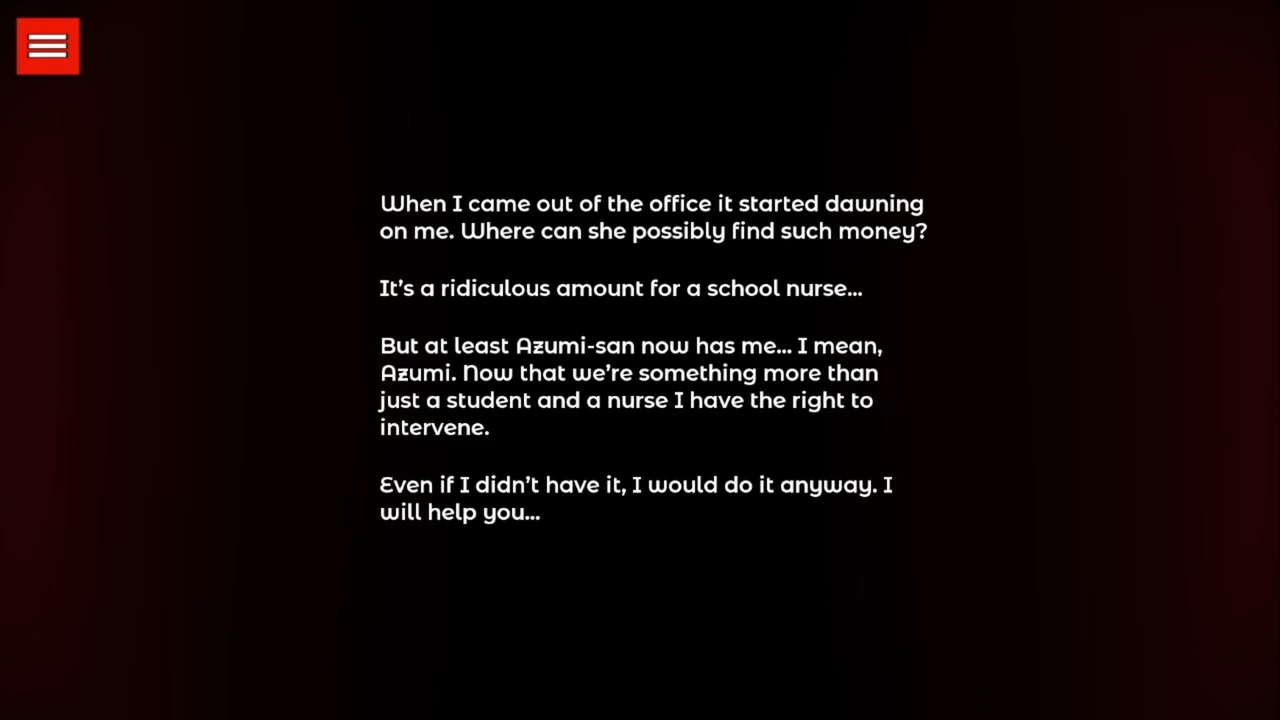 When I came out of the office it started dawning
on me. Where can she possibly find such money?
It’s a ridiculous amount for a school nurse...
But at least Azumi-san now has me... I mean,
Azumi. Now that we’re something more than
just a student and a nurse I have the right to
intervene.
Even if I didn’t have it, I would do it anyway. I
will help you...